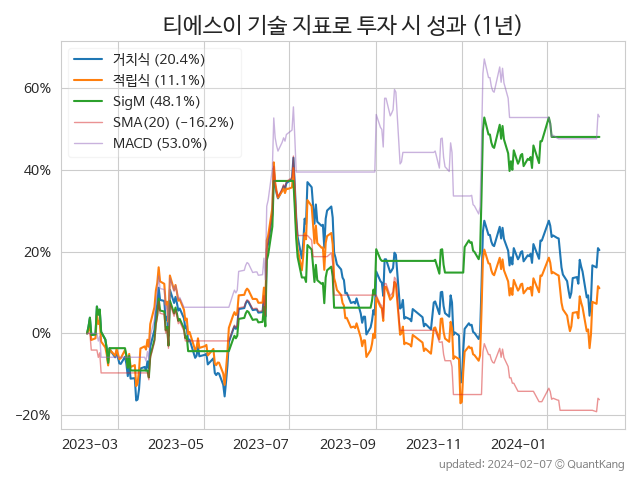 티에스이 기술 지표로 투자 시 성과 (1년)
거치식 (20.4%)
적립식 (11.1%)
SigM (48.1%)
SMA(20) (−16.2%)
MACD (53.0%)
60%
40%
20%
0%
−20%
2023−03 2023−05 2023−07 2023−09 2023−11 2024−01
updated: 2024−02−07 © QuantKang